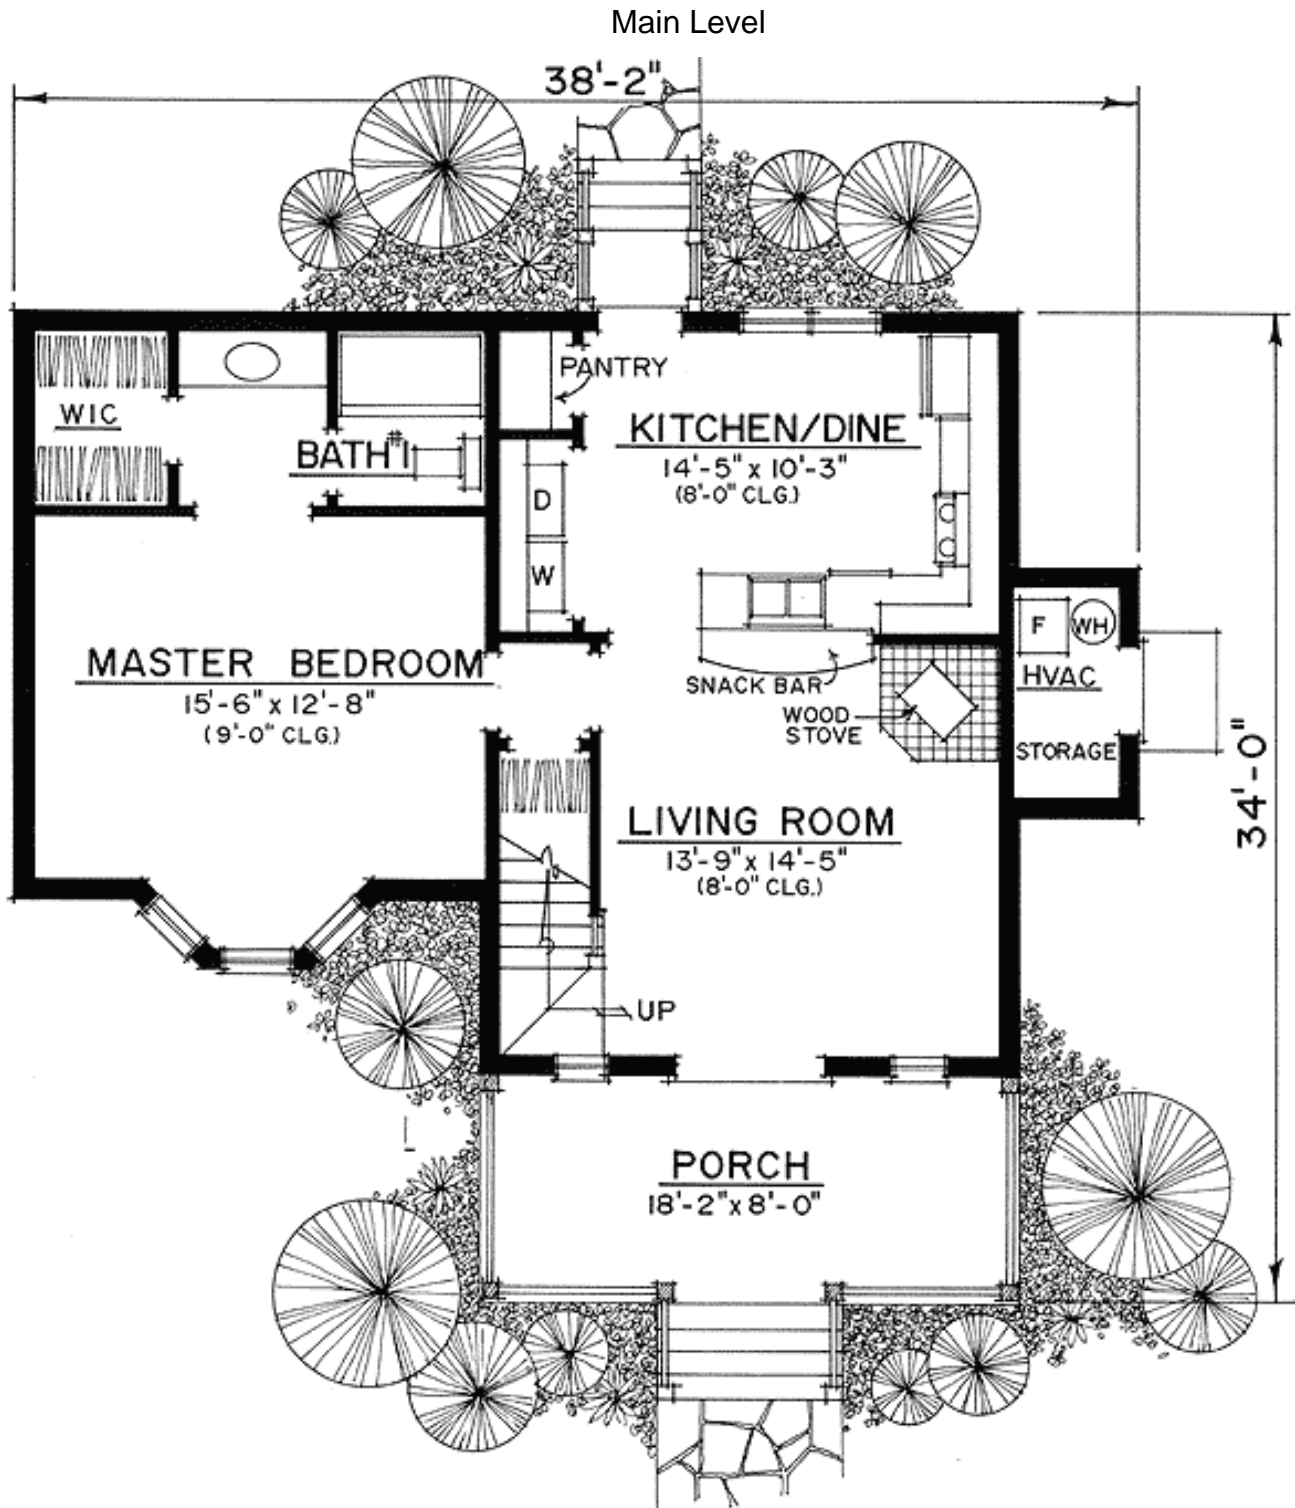 Main Level
38'-2"
PANTRY
WIC
BATH #1
KITCHEN/DINE
14'-5" x 10'-3"
(8'-0" CLG.)
D
W
F
WH
HVAC
STORAGE
MASTER BEDROOM
15'-6" x 12'-8"
(9'-0" CLG.)
SNACK BAR
WOOD
STOVE
34'-0"
LIVING ROOM
13'-9" x 14'-5"
(8'-0" CLG.)
UP
PORCH
18'-2" x 8'-0"